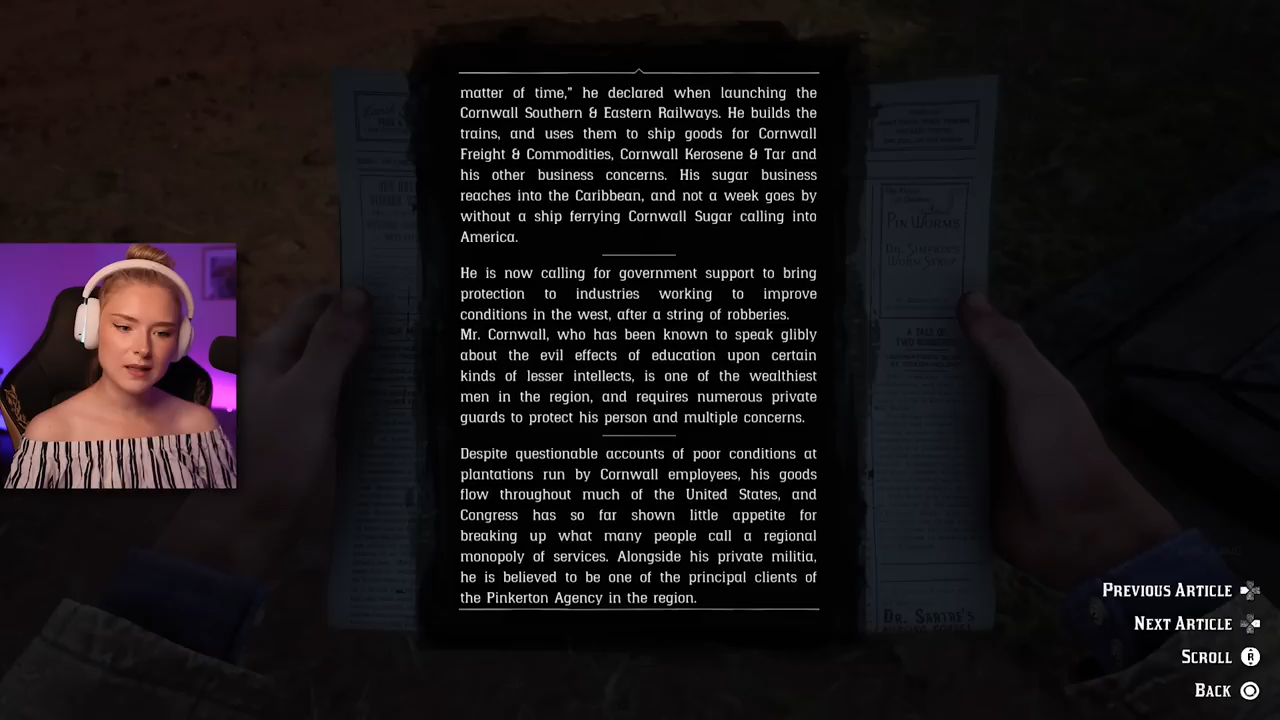 matter of time,” he declared when launching the
Cornwall Southern & Eastern Railways. He builds the
trains, and uses them to ship goods for Cornwall
Freight & Commodities, Cornwall Kerosene & Tar and
his other business concerns. His sugar business
reaches into the Caribbean, and not a week goes by
without a ship ferrying Cornwall Sugar calling into
America.
He is now calling for government support to bring
protection to industries working to improve
conditions in the west, after a string of robberies.
Mr. Cornwall, who has been known to speak glibly
about the evil effects of education upon certain
kinds of lesser intellects, is one of the wealthiest
men in the region, and requires numerous private
guards to protect his person and multiple concerns.
Despite questionable accounts of poor conditions at
plantations run by Cornwall employees, his goods
flow throughout much of the United States, and
Congress has so far shown little appetite for
breaking up what many people call a regional
monopoly of services. Alongside his private militia,
he is believed to be one of the principal clients of
the Pinkerton Agency in the region.
PIN WORMS
A TALE OF
Previous Article
Next Article
Scroll R
Back